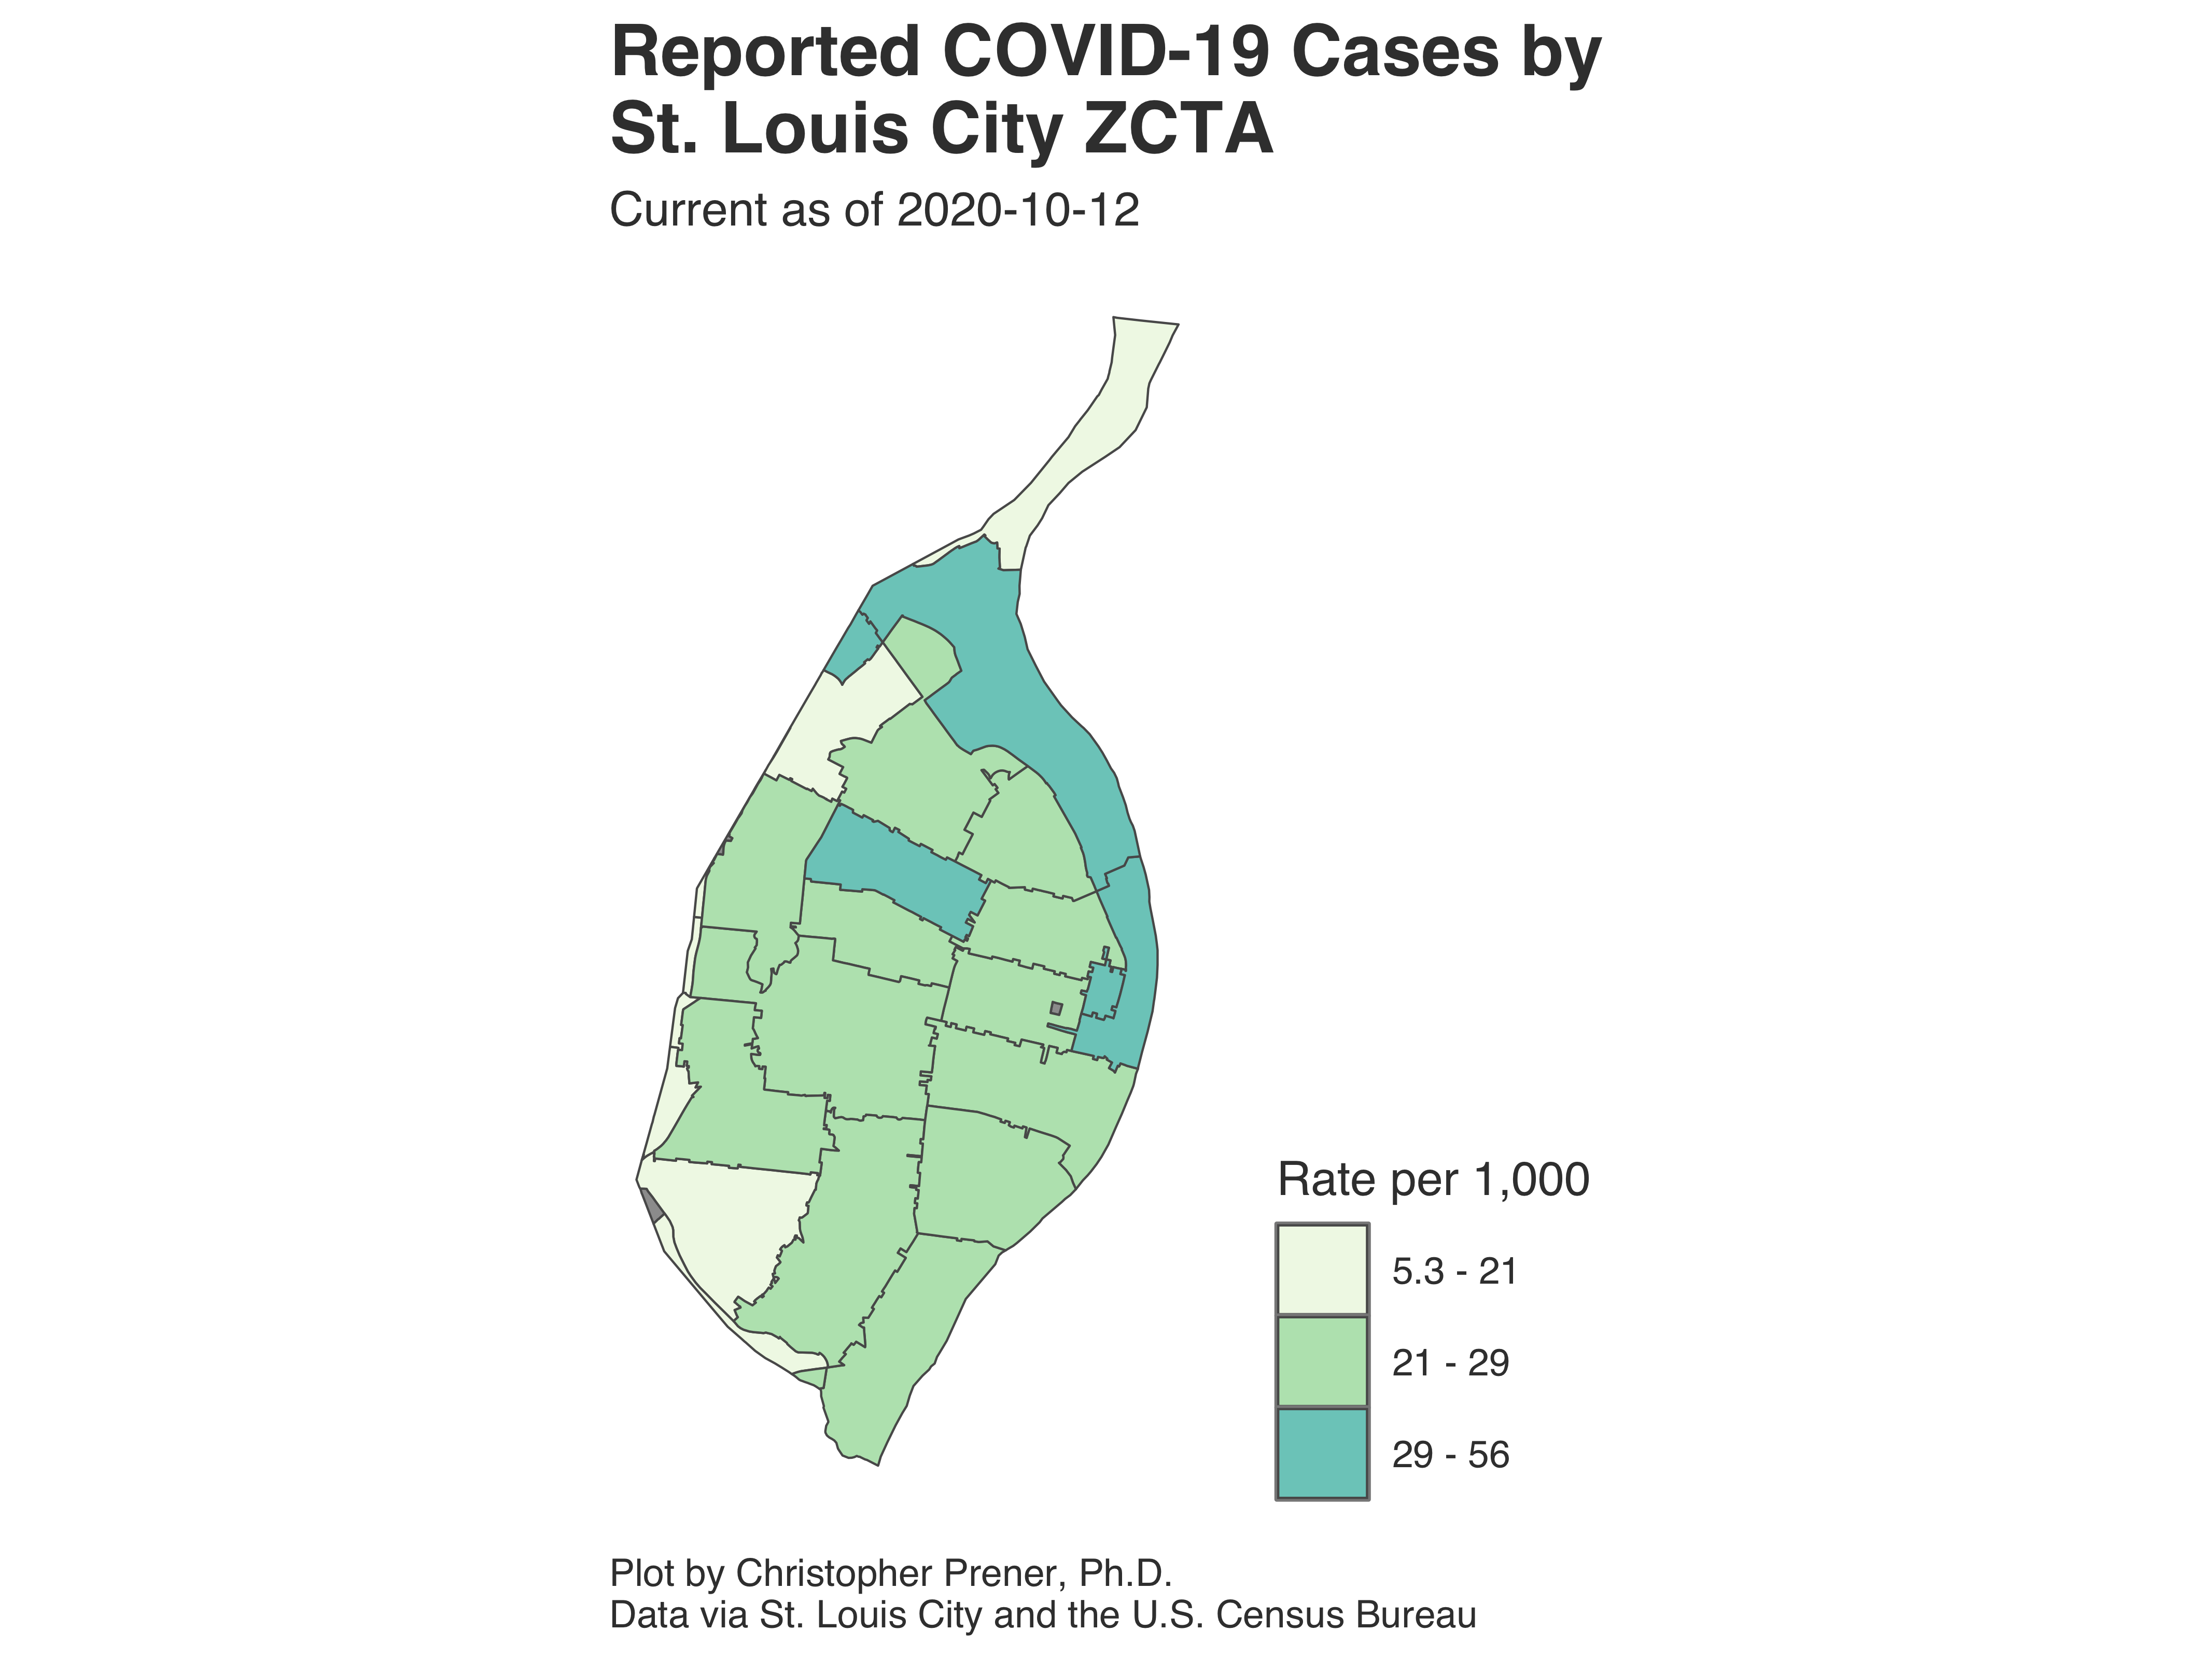 Reported COVID-19 Cases by
St. Louis City ZCTA
Current as of 2020-10-12
Rate per 1,000
5.3 - 21
21 - 29
29 - 56
Plot by Christopher Prener, Ph.D.
Data via St. Louis City and the U.S. Census Bureau